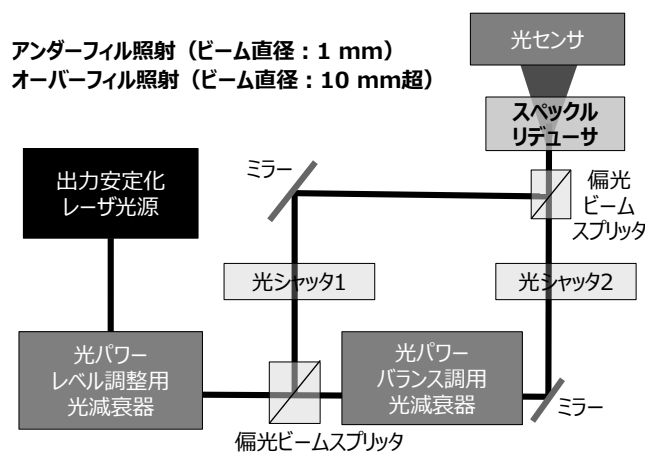 アンダーフィル照射（ビーム直径：1 mm）
オーバーフィル照射（ビーム直径：10 mm超）
光センサ
スペックル
リデューサ
出力安定化
レーザ光源
ミラー
偏光
ビーム
スプリッタ
光シャッタ1
光シャッタ2
光パワー
レベル調整用
光減衰器
光パワー
バランス調用
光減衰器
ミラー
偏光ビームスプリッタ